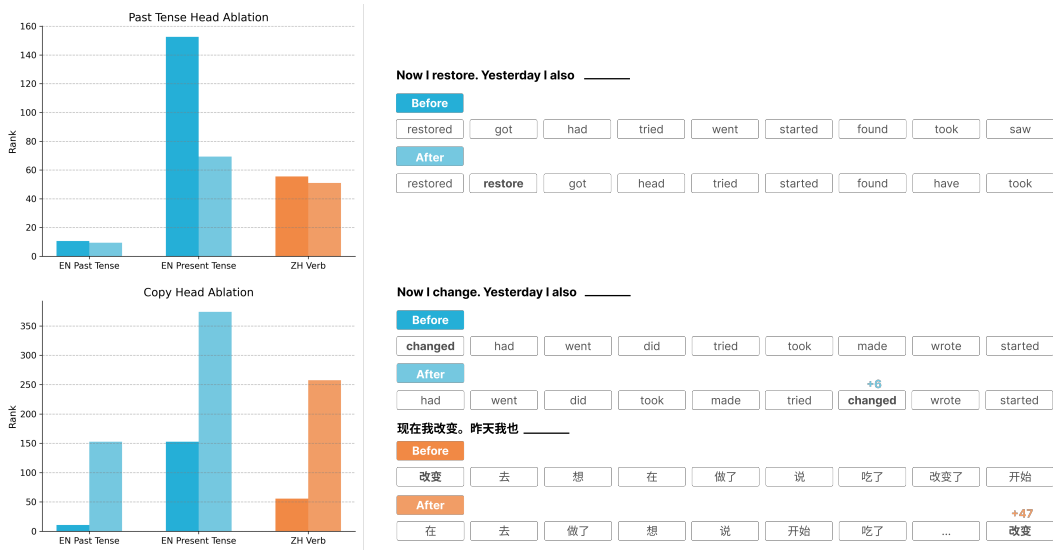 Past Tense Head Ablation
160
140
120
100
80
60
40
20
0
Rank
EN Past Tense
EN Present Tense
ZH Verb
Now I restore. Yesterday I also ______
Before
restored got had tried went started found took saw
After
restored restore got head tried started found have took
Copy Head Ablation
350
300
250
200
150
100
50
0
Rank
EN Past Tense
EN Present Tense
ZH Verb
Now I change. Yesterday I also ______
Before
changed had went did tried took made wrote started
After
+6
had went did took made tried changed wrote started
现在我改变。昨天我也 ______
Before
改变 去 想 在 做了 说 吃了 改变了 开始
After
+47
在 去 做了 想 说 开始 吃了 ... 改变